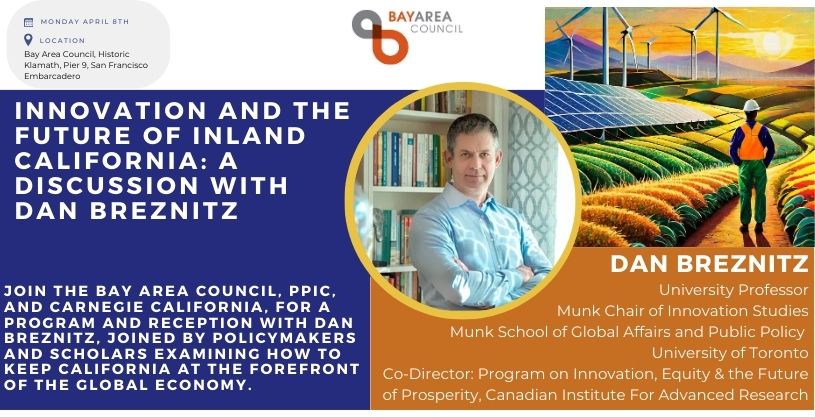 MONDAY APRIL 8TH
LOCATION
Bay Area Council, Historic
Klamath, Pier 9, San Francisco
Embarcadero
BAYAREA
COUNCIL
INNOVATION AND THE
FUTURE OF INLAND
CALIFORNIA: A
DISCUSSION WITH
DAN BREZNITZ
JOIN THE BAY AREA COUNCIL, PPIC,
AND CARNEGIE CALIFORNIA, FOR A
PROGRAM AND RECEPTION WITH DAN
BREZNITZ, JOINED BY POLICYMAKERS
AND SCHOLARS EXAMINING HOW TO
KEEP CALIFORNIA AT THE FOREFRONT
OF THE GLOBAL ECONOMY.
DAN BREZNITZ
University Professor
Munk Chair of Innovation Studies
Munk School of Global Affairs and Public Policy
University of Toronto
Co-Director: Program on Innovation, Equity & the Future
of Prosperity, Canadian Institute For Advanced Research